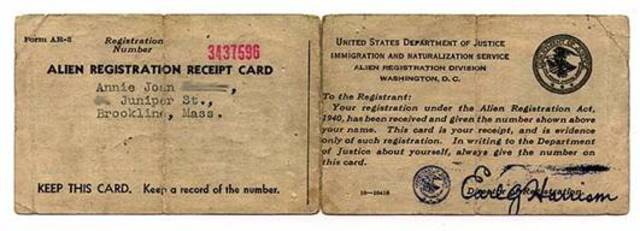 Form AR-3
Registration
Number
3437596
ALIEN REGISTRATION RECEIPT CARD
Annie Joan
Juniper St.,
Brookline, Mass.
KEEP THIS CARD. Keep a record of the number.
UNITED STATES DEPARTMENT OF JUSTICE
IMMIGRATION AND NATURALIZATION SERVICE
ALIEN REGISTRATION DIVISION
WASHINGTON, D. C.
To the Registrant:
Your registration under the Alien Registration Act,
1940, has been received and given the number shown above
your name. This card is your receipt, and is evidence
only of such registration. In writing to the Department
of Justice about yourself, always give the number on
this card.
Director of Registration.
Earl G Harrison